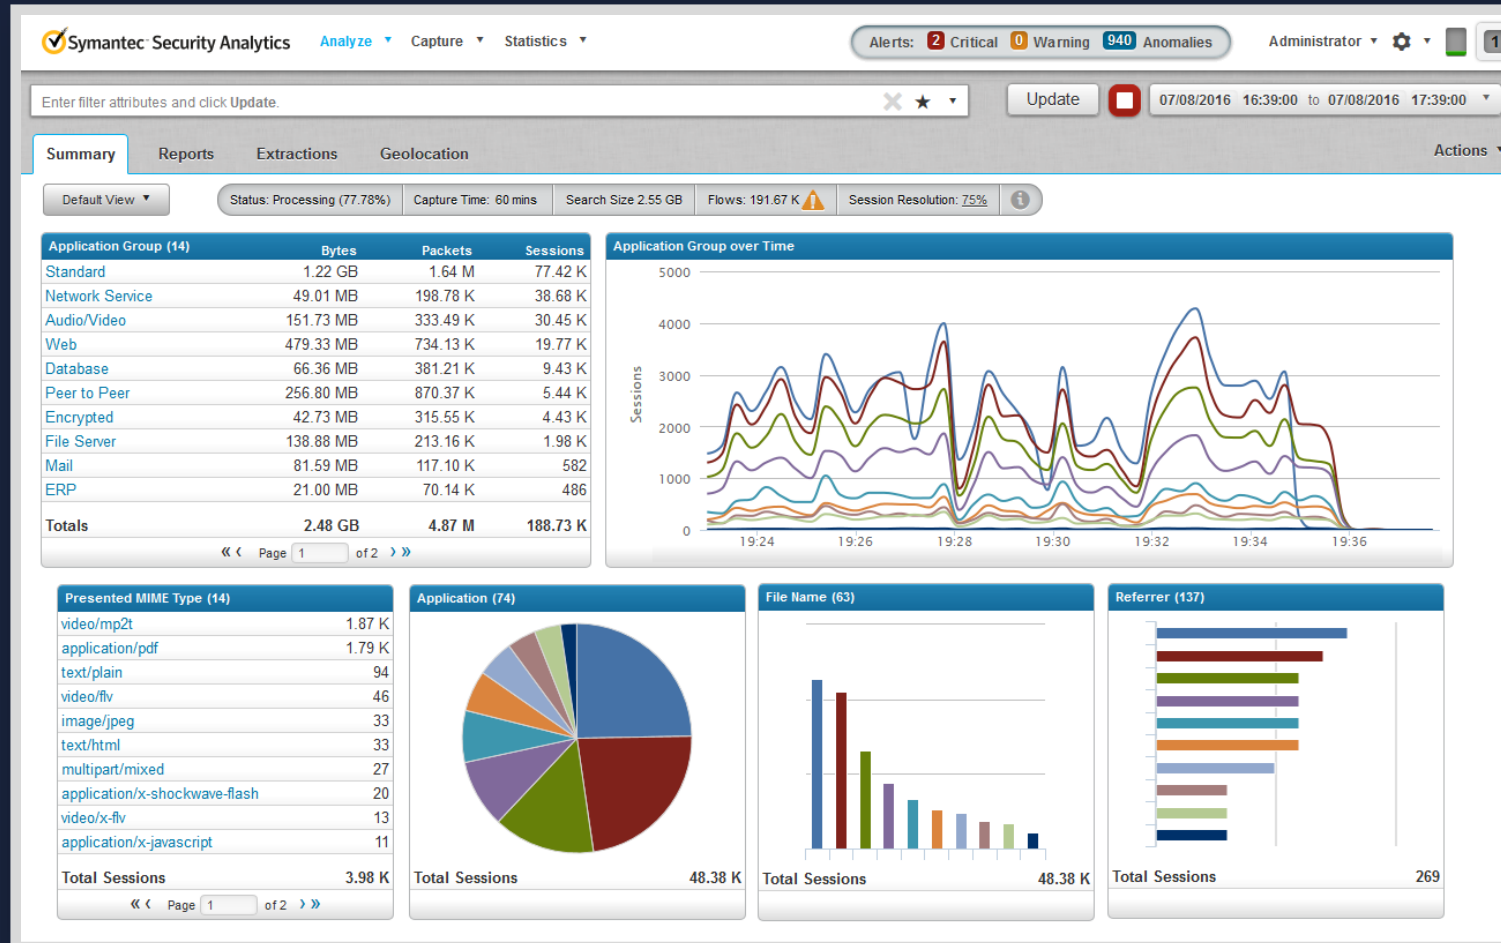 Symantec™ Security Analytics Analyze Capture Statistics Alerts: 2 Critical 0 Warning 940 Anomalies Administrator 1
Enter filter attributes and click Update. Update 07/08/2016 16:39:00 to 07/08/2016 17:39:00
Summary Reports Extractions Geolocation Actions
Default View Status: Processing (77.78%) Capture Time: 60 mins Search Size 2.55 GB Flows: 191.67 K Session Resolution: 75%
Application Group (14) Bytes Packets Sessions
Standard 1.22 GB 1.64 M 77.42 K
Network Service 49.01 MB 198.78 K 38.68 K
Audio/Video 151.73 MB 333.49 K 30.45 K
Web 479.33 MB 734.13 K 19.77 K
Database 66.36 MB 381.21 K 9.43 K
Peer to Peer 256.80 MB 870.37 K 5.44 K
Encrypted 42.73 MB 315.55 K 4.43 K
File Server 138.88 MB 213.16 K 1.98 K
Mail 81.59 MB 117.10 K 582
ERP 21.00 MB 70.14 K 486
Totals 2.48 GB 4.87 M 188.73 K
Page 1 of 2
Application Group over Time
Sessions
5000
4000
3000
2000
1000
0
19:24 19:26 19:28 19:30 19:32 19:34 19:36
Presented MIME Type (14)
video/mp2t 1.87 K
application/pdf 1.79 K
text/plain 94
video/flv 46
image/jpeg 33
text/html 33
multipart/mixed 27
application/x-shockwave-flash 20
video/x-flv 13
application/x-javascript 11
Total Sessions 3.98 K
Page 1 of 2
Application (74)
Total Sessions 48.38 K
File Name (63)
Total Sessions 48.38 K
Referrer (137)
Total Sessions 269